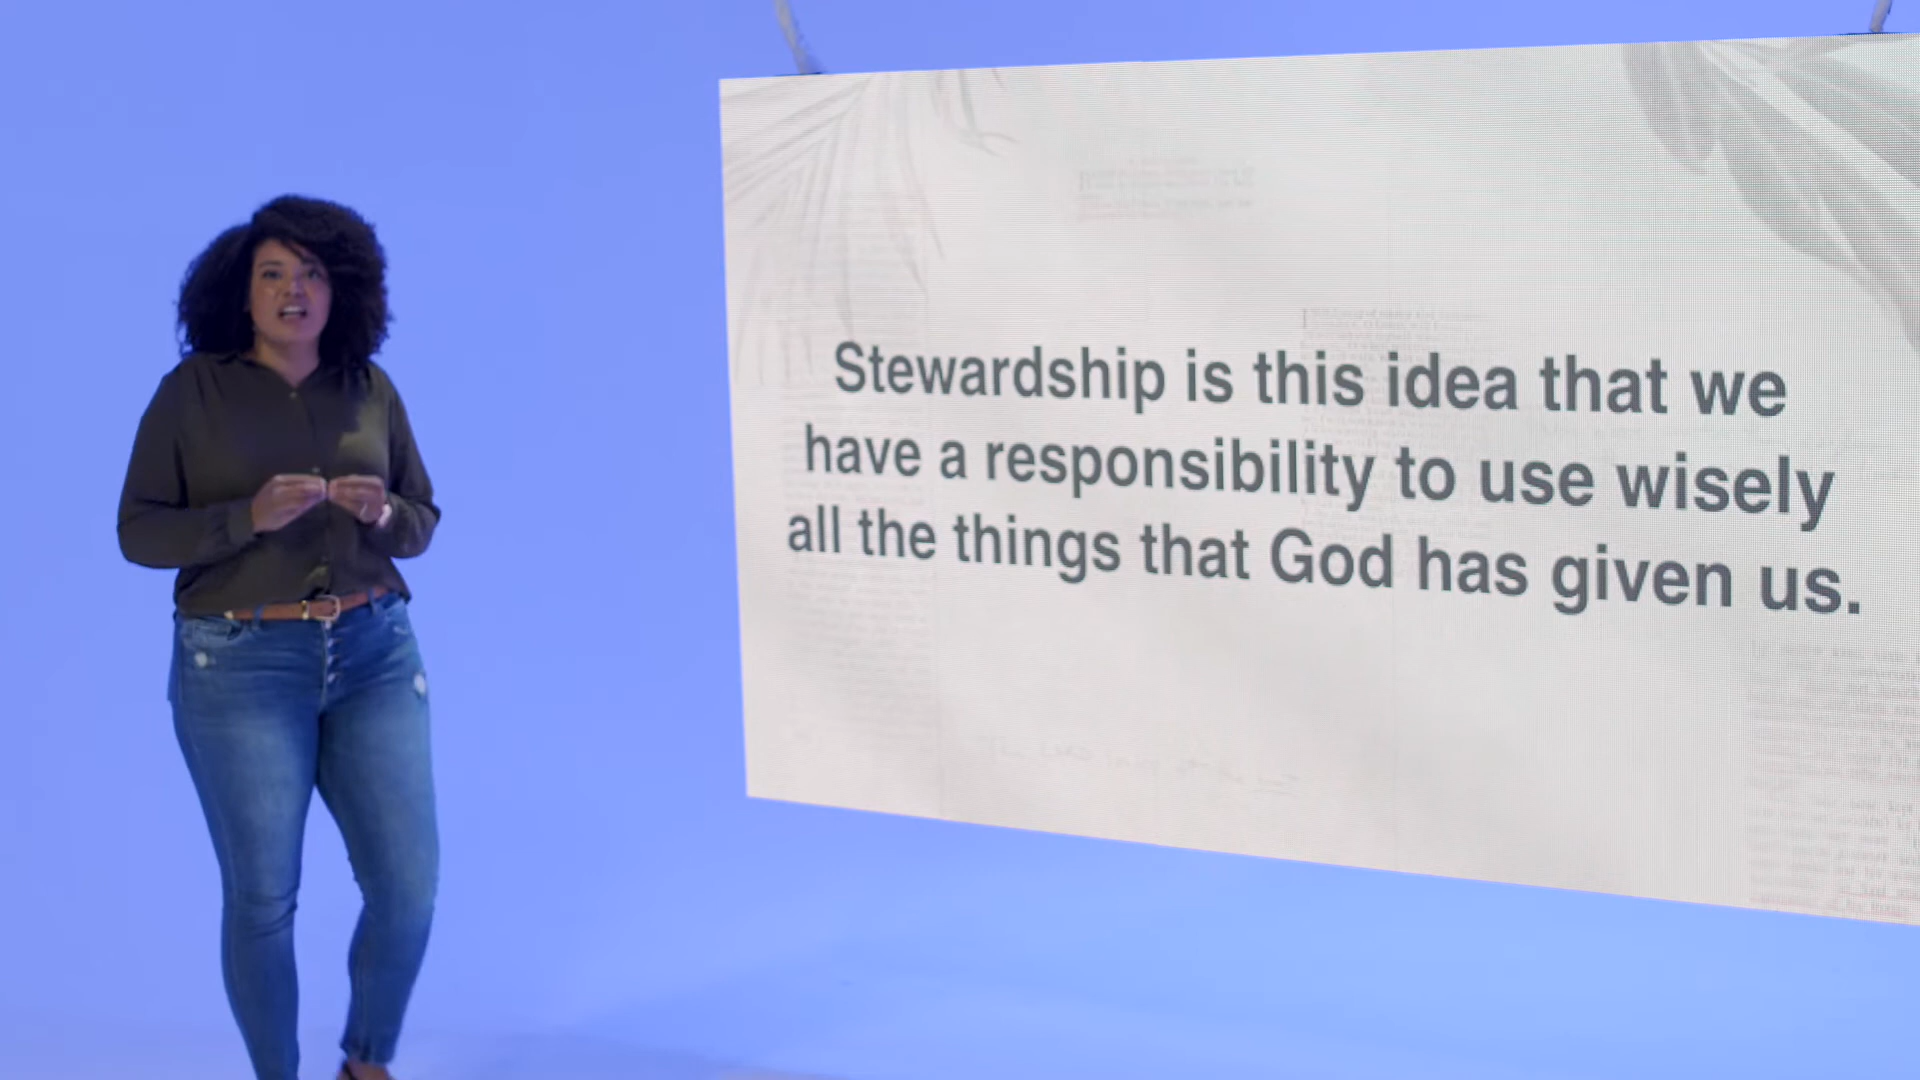 Stewardship is this idea that we
have a responsibility to use wisely
all the things that God has given us.